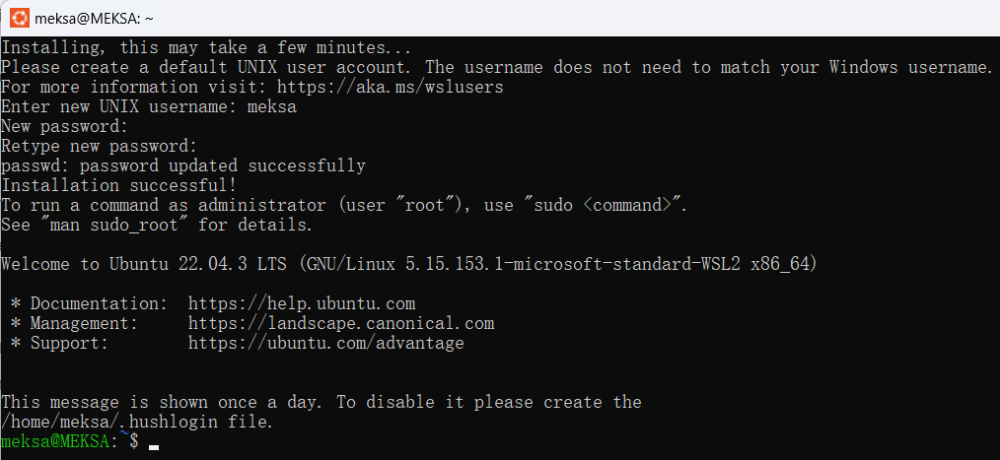 meksa@MEKSA: ~
Installing, this may take a few minutes...
Please create a default UNIX user account. The username does not need to match your Windows username.
For more information visit: https://aka.ms/wslusers
Enter new UNIX username: meksa
New password:
Retype new password:
passwd: password updated successfully
Installation successful!
To run a command as administrator (user "root"), use "sudo <command>".
See "man sudo_root" for details.
Welcome to Ubuntu 22.04.3 LTS (GNU/Linux 5.15.153.1-microsoft-standard-WSL2 x86_64)
* Documentation: https://help.ubuntu.com
* Management: https://landscape.canonical.com
* Support: https://ubuntu.com/advantage
This message is shown once a day. To disable it please create the
/home/meksa/.hushlogin file.
meksa@MEKSA:~$